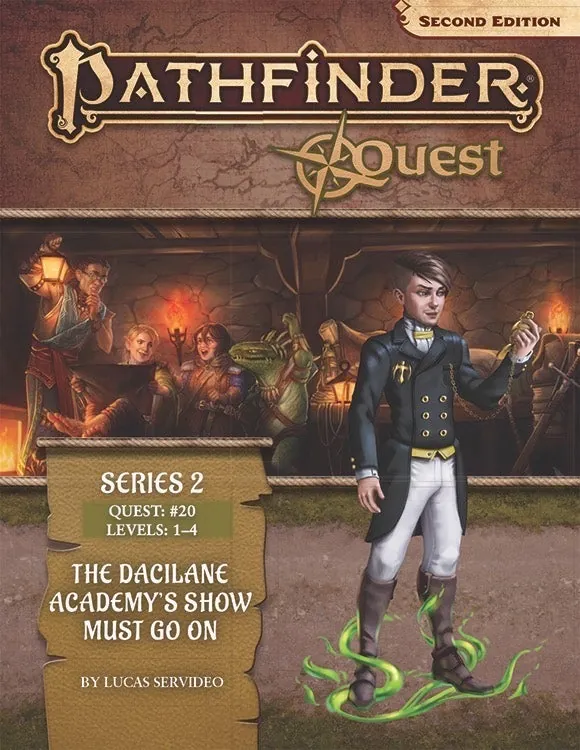 SECOND EDITION
PATHFINDER®
QUEST
SERIES 2
QUEST: #20
LEVELS: 1–4
THE DACILANE
ACADEMY'S SHOW
MUST GO ON
BY LUCAS SERVIDEO